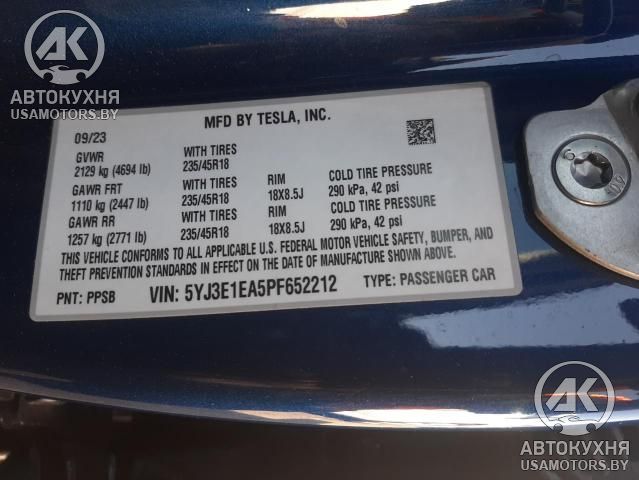 АК
АВТОКУХНЯ
USAMOTORS.BY
MFD BY TESLA, INC.
09/23
GVWR WITH TIRES
2129 kg (4694 lb) 235/45R18
GAWR FRT WITH TIRES RIM COLD TIRE PRESSURE
1110 kg (2447 lb) 235/45R18 18X8.5J 290 kPa, 42 psi
GAWR RR WITH TIRES RIM COLD TIRE PRESSURE
1257 kg (2771 lb) 235/45R18 18X8.5J 290 kPa, 42 psi
THIS VEHICLE CONFORMS TO ALL APPLICABLE U.S. FEDERAL MOTOR VEHICLE SAFETY, BUMPER, AND
THEFT PREVENTION STANDARDS IN EFFECT ON THE DATE OF MANUFACTURE SHOWN ABOVE.
PNT: PPSB VIN: 5YJ3E1EA5PF652212 TYPE: PASSENGER CAR
АК
АВТОКУХНЯ
USAMOTORS.BY